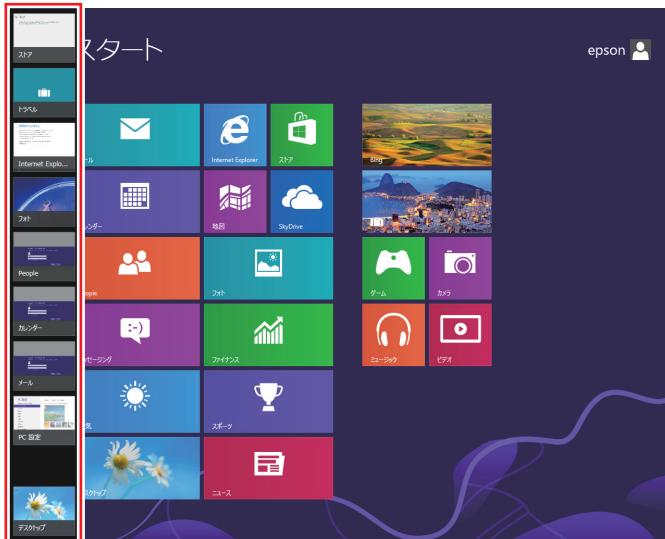 スタート
epson
ストア
トラベル
Internet Explo...
フォト
People
カレンダー
メール
PC 設定
デスクトップ
ール
Internet Explorer
ストア
Bing
レンダー
地図
SkyDrive
eople
フォト
ゲーム
カメラ
ッセージング
:-)
ファイナンス
ミュージック
ビデオ
気
スポーツ
スクトップ
ニュース